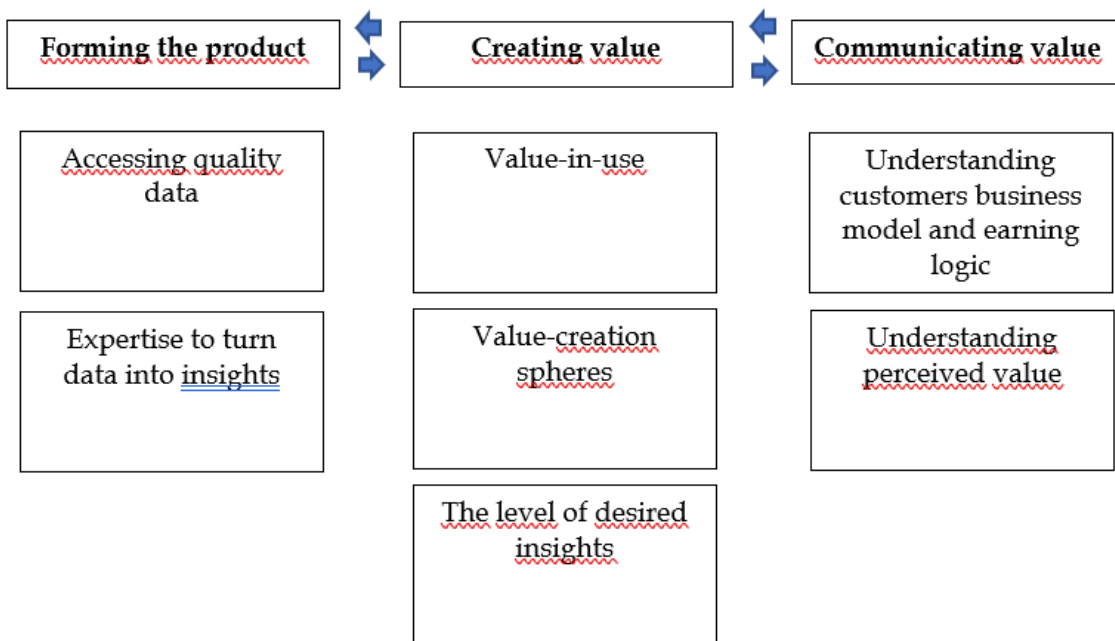 Forming the product
Creating value
Communicating value
Accessing quality
data
Value-in-use
Understanding
customers business
model and earning
logic
Expertise to turn
data into insights
Value-creation
spheres
Understanding
perceived value
The level of desired
insights